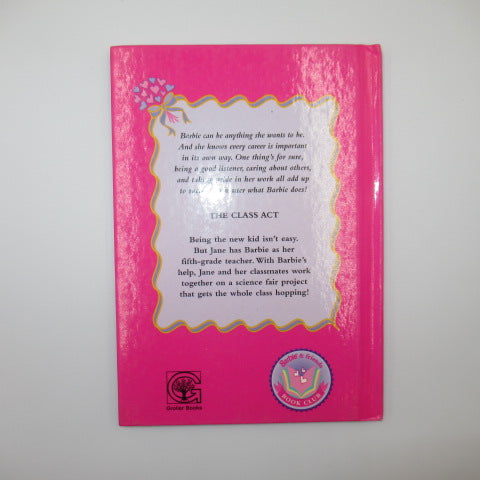 Barbie can be anything she wants to be.
And she knows every career is important
in its own way. One thing's for sure,
being a good listener, caring about others,
and in her work all add up
to what Barbie does!
THE CLASS ACT
Being the new kid isn't easy.
But Jane has Barbie as her
fifth-grade teacher. With Barbie's
help, Jane and her classmates work
together on a science fair project
that gets the whole class hopping!
Barbie & friends
BOOK CLUB
G
Grolier Books